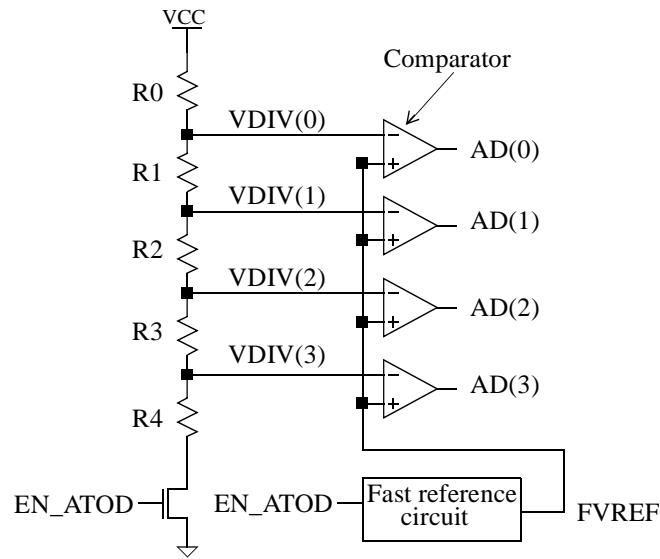 VCC
Comparator
R0
VDIV(0)
−
+
AD(0)
R1
VDIV(1)
−
+
AD(1)
R2
VDIV(2)
−
+
AD(2)
R3
VDIV(3)
−
+
AD(3)
R4
EN_ATOD
EN_ATOD
Fast reference
circuit
FVREF